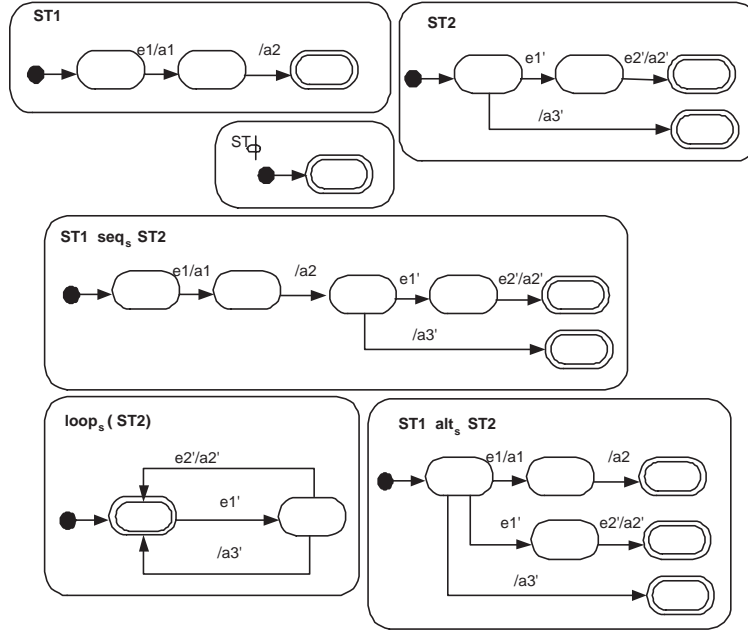 ST1
e1/a1
/a2
ST2
e1'
e2'/a2'
/a3'
ST
ST1 seqs ST2
e1/a1
/a2
e1'
e2'/a2'
/a3'
loops ( ST2)
e2'/a2'
e1'
/a3'
ST1 alts ST2
e1/a1
/a2
e1'
e2'/a2'
/a3'